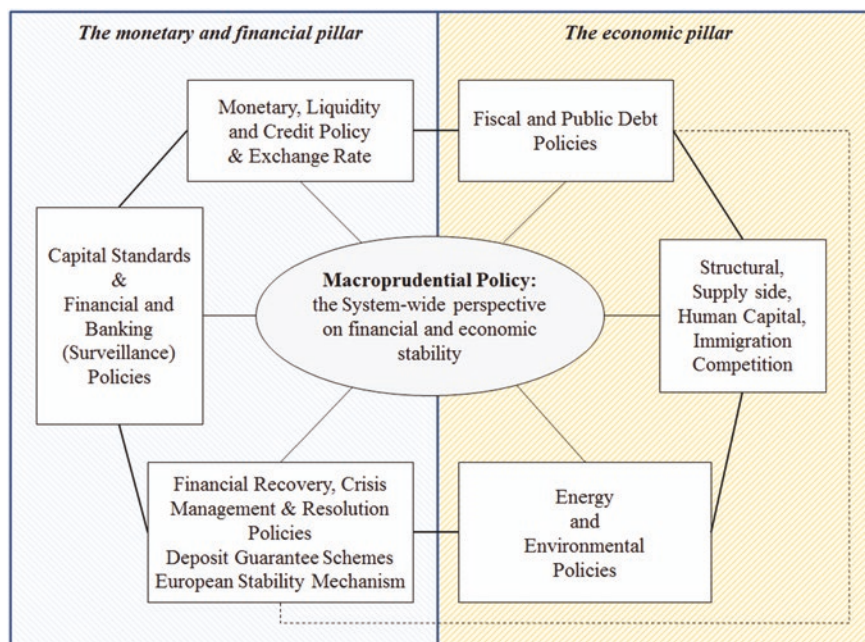 The monetary and financial pillar
The economic pillar
Monetary, Liquidity
and Credit Policy
& Exchange Rate
Fiscal and Public Debt
Policies
Capital Standards
&
Financial and
Banking
(Surveillance)
Policies
Macroprudential Policy:
the System-wide perspective
on financial and economic
stability
Structural,
Supply side,
Human Capital,
Immigration
Competition
Financial Recovery, Crisis
Management & Resolution
Policies
Deposit Guarantee Schemes
European Stability Mechanism
Energy
and
Environmental
Policies